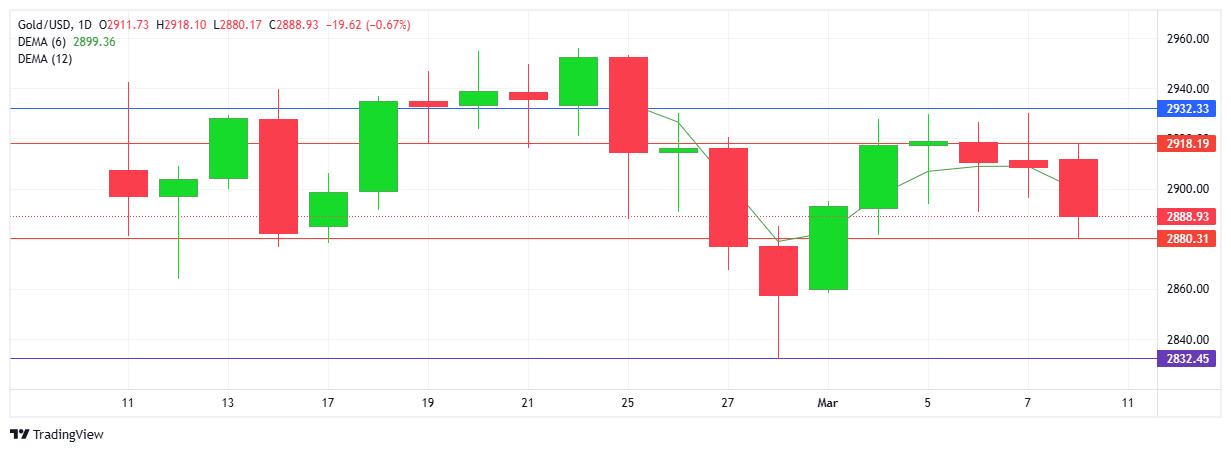 Gold/USD, 1D O2911.73 H2918.10 L2880.17 C2888.93 −19.62 (−0.67%)
DEMA (6) 2899.36
DEMA (12)
2960.00
2940.00
2932.33
2918.19
2900.00
2888.93
2880.31
2860.00
2840.00
2832.45
11 13 17 19 21 25 27 Mar 5 7 11
TradingView